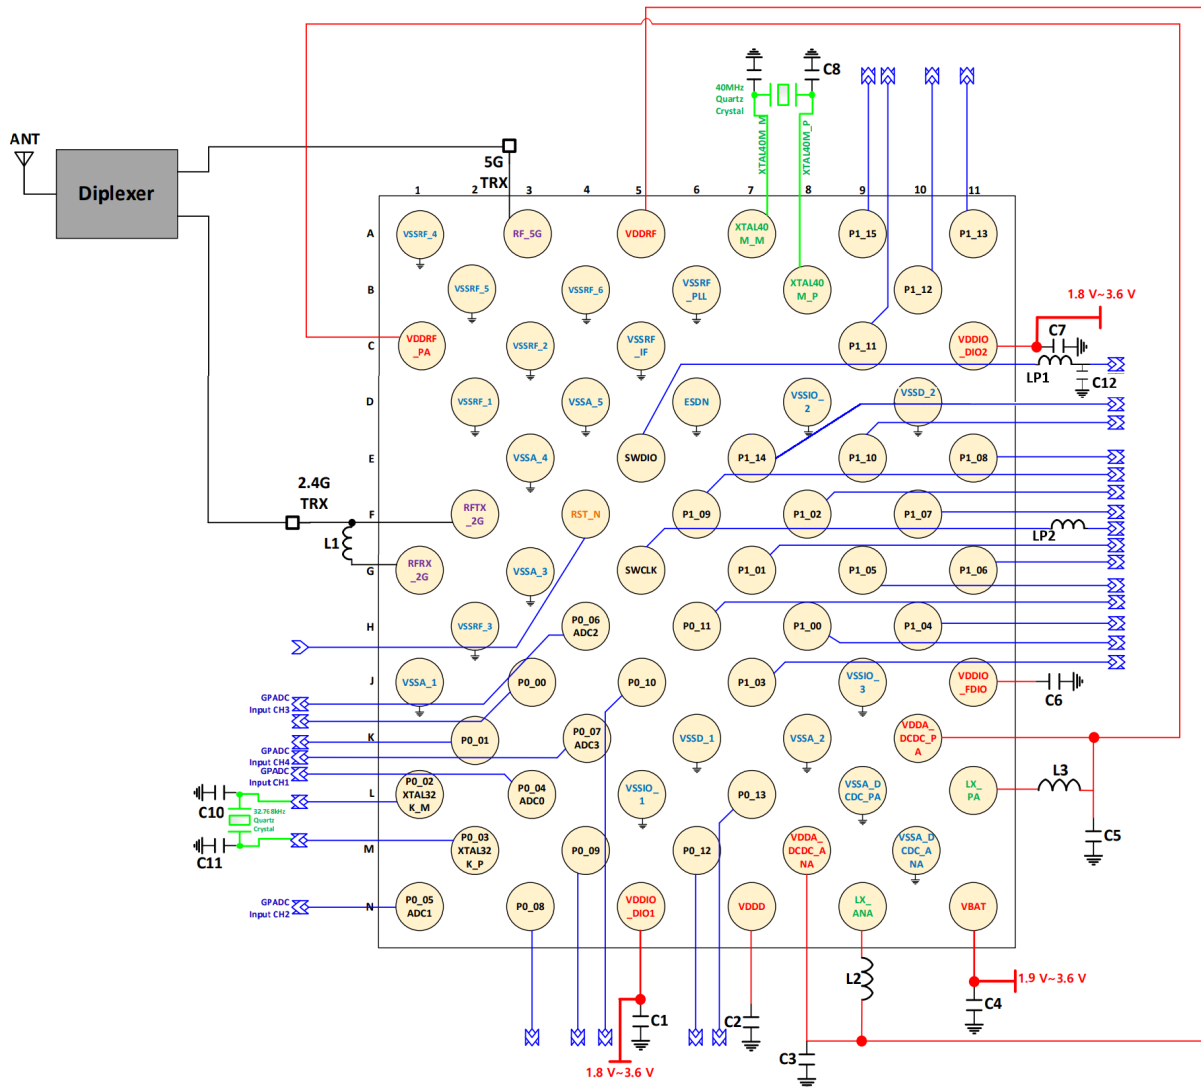 C8
40MHz
Quartz
Crystal
XTAL40M_M
XTAL40M_P
ANT
Diplexer
5G
TRX
1
2
3
4
5
6
7
8
9
10
11
A
VSSRF_4
RF_5G
VDDRF
XTAL40
M_M
P1_15
P1_13
B
VSSRF_5
VSSRF_6
VSSRF
_PLL
XTAL40
M_P
P1_12
1.8 V~3.6 V
C
VDDRF
_PA
VSSRF_2
VSSRF
_IF
P1_11
VDDIO
_DIO2
C7
LP1
C12
D
VSSRF_1
VSSA_5
ESDN
VSSIO_
2
VSSD_2
E
VSSA_4
SWDIO
P1_14
P1_10
P1_08
2.4G
TRX
F
RFTX
_2G
RST_N
P1_09
P1_02
P1_07
LP2
L1
G
RFRX
_2G
VSSA_3
SWCLK
P1_01
P1_05
P1_06
H
VSSRF_3
P0_06
ADC2
P0_11
P1_00
P1_04
J
VSSA_1
P0_00
P0_10
P1_03
VSSIO_
3
VDDIO
_FDIO
C6
GPADC
Input CH3
K
P0_01
P0_07
ADC3
VSSD_1
VSSA_2
VDDA_
DCDC_P
A
GPADC
Input CH4
GPADC
Input CH1
L
P0_02
XTAL32
K_M
P0_04
ADC0
VSSIO_
1
P0_13
VSSA_D
CDC_PA
LX_
PA
L3
C10
32.768kHz
Quartz
Crystal
C5
M
P0_03
XTAL32
K_P
P0_09
P0_12
VDDA_
DCDC_A
NA
VSSA_D
CDC_A
NA
C11
GPADC
Input CH2
N
P0_05
ADC1
P0_08
VDDIO
_DIO1
VDDD
LX_
ANA
VBAT
L2
1.9 V~3.6 V
C4
C1
C2
C3
1.8 V~3.6 V